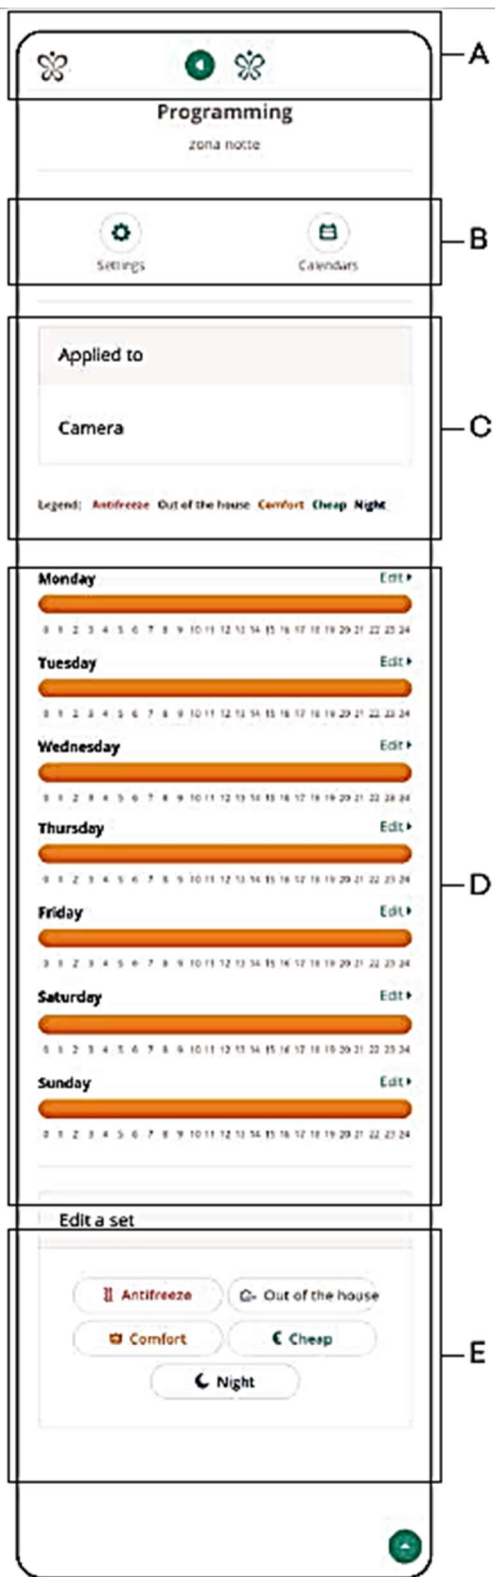 A
Programming
zona notte
B
Settings Calendars
Applied to
Camera
C
Legend: Antifreeze Out of the house Comfort Cheap Night
Monday Edit
0 1 2 3 4 5 6 7 8 9 10 11 12 13 14 15 16 17 18 19 20 21 22 23 24
Tuesday Edit
0 1 2 3 4 5 6 7 8 9 10 11 12 13 14 15 16 17 18 19 20 21 22 23 24
Wednesday Edit
0 1 2 3 4 5 6 7 8 9 10 11 12 13 14 15 16 17 18 19 20 21 22 23 24
Thursday Edit
0 1 2 3 4 5 6 7 8 9 10 11 12 13 14 15 16 17 18 19 20 21 22 23 24
D
Friday Edit
0 1 2 3 4 5 6 7 8 9 10 11 12 13 14 15 16 17 18 19 20 21 22 23 24
Saturday Edit
0 1 2 3 4 5 6 7 8 9 10 11 12 13 14 15 16 17 18 19 20 21 22 23 24
Sunday Edit
0 1 2 3 4 5 6 7 8 9 10 11 12 13 14 15 16 17 18 19 20 21 22 23 24
Edit a set
Antifreeze Out of the house
Comfort Cheap
E
Night